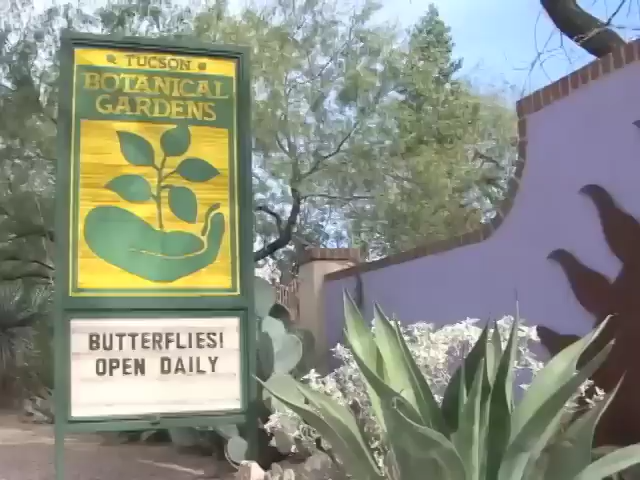 TUCSON
BOTANICAL
GARDENS
BUTTERFLIES!
OPEN DAILY